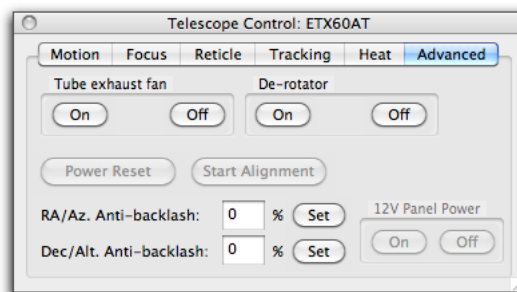 Telescope Control: ETX60AT
Motion Focus Reticle Tracking Heat Advanced
Tube exhaust fan De-rotator
On Off On Off
Power Reset Start Alignment
RA/Az. Anti-backlash: 0 % Set 12V Panel Power
On Off
Dec/Alt. Anti-backlash: 0 % Set